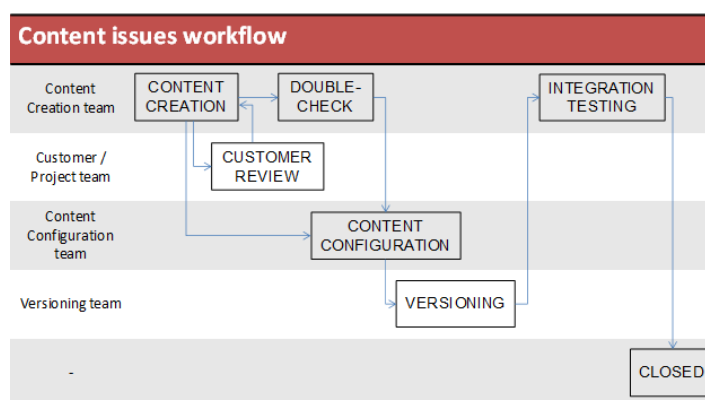 Content issues workflow
Content
Creation team
CONTENT
CREATION
DOUBLE-
CHECK
INTEGRATION
TESTING
Customer /
Project team
CUSTOMER
REVIEW
Content
Configuration
team
CONTENT
CONFIGURATION
Versioning team
VERSIONING
-
CLOSED